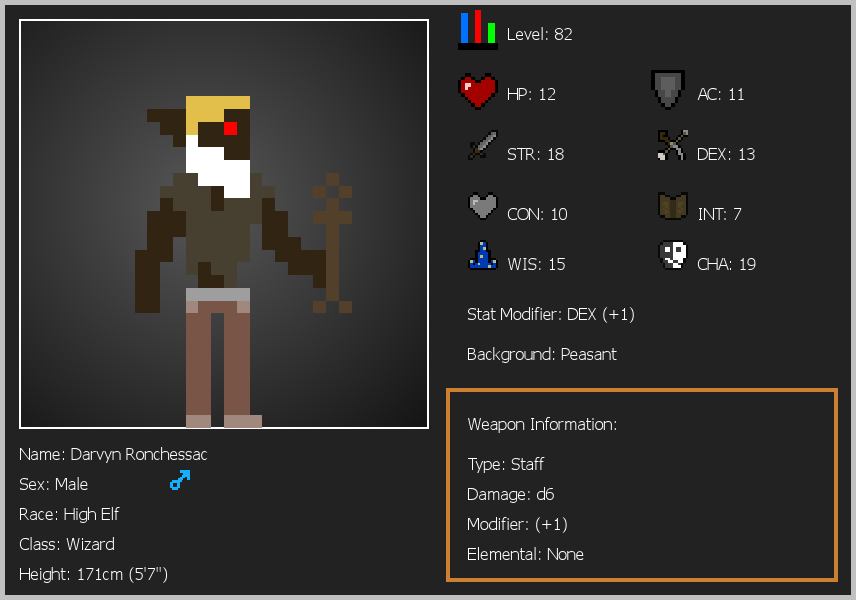 Level: 82
HP: 12
AC: 11
STR: 18
DEX: 13
CON: 10
INT: 7
WIS: 15
CHA: 19
Stat Modifier: DEX (+1)
Background: Peasant
Weapon Information:
Type: Staff
Damage: d6
Modifier: (+1)
Elemental: None
Name: Darvyn Ronchessac
Sex: Male
Race: High Elf
Class: Wizard
Height: 171cm (5'7")